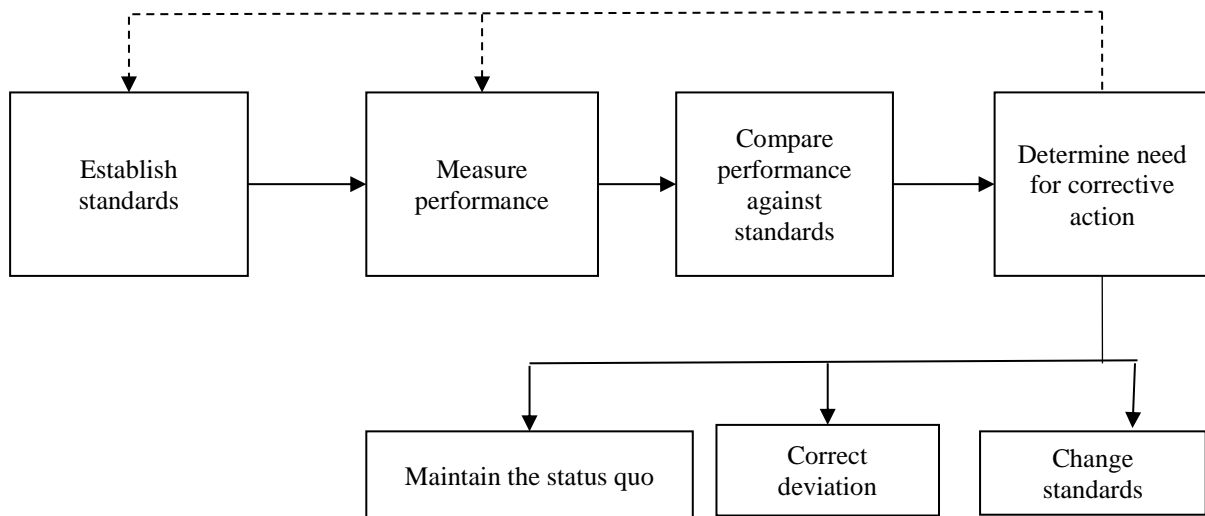 Establish
standards
Measure
performance
Compare
performance
against
standards
Determine need
for corrective
action
Maintain the status quo
Correct
deviation
Change
standards